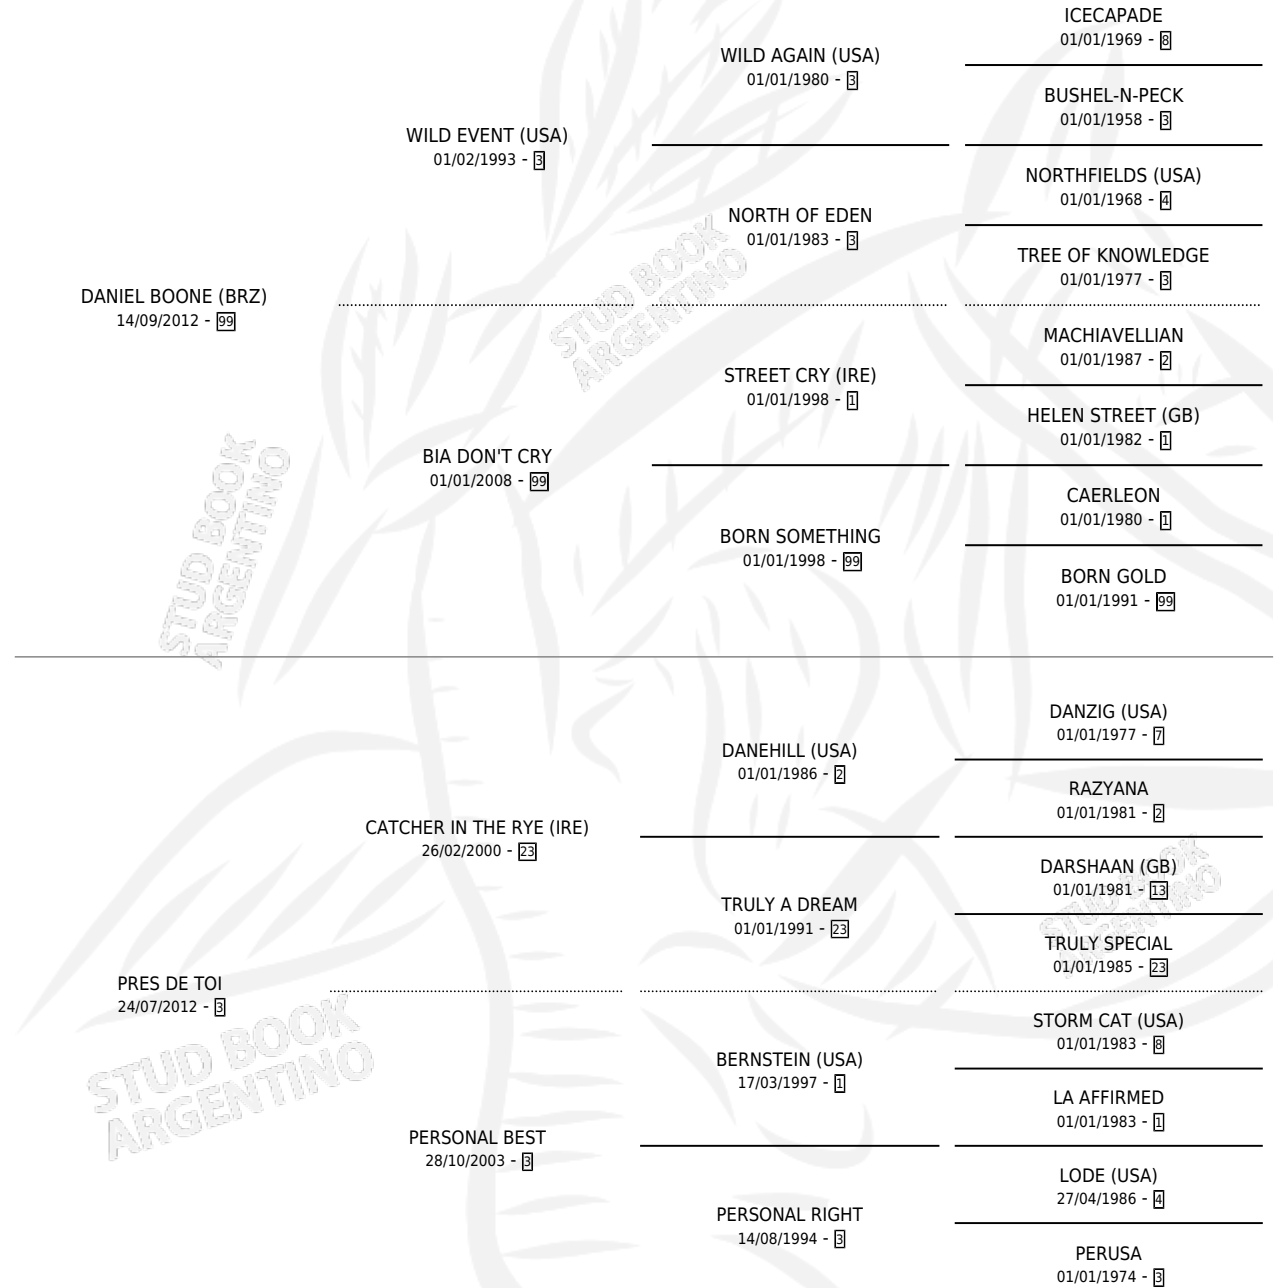 ICECAPADE
01/01/1969 - 8
WILD AGAIN (USA)
01/01/1980 - 3
BUSHEL-N-PECK
01/01/1958 - 3
WILD EVENT (USA)
01/02/1993 - 3
NORTHFIELDS (USA)
01/01/1968 - 4
NORTH OF EDEN
01/01/1983 - 3
TREE OF KNOWLEDGE
01/01/1977 - 3
DANIEL BOONE (BRZ)
14/09/2012 - 99
MACHIAVELLIAN
01/01/1987 - 2
STREET CRY (IRE)
01/01/1998 - 1
HELEN STREET (GB)
01/01/1982 - 1
BIA DON'T CRY
01/01/2008 - 99
CAERLEON
01/01/1980 - 1
BORN SOMETHING
01/01/1998 - 99
BORN GOLD
01/01/1991 - 99
STUD BOOK
ARGENTINO
STUD BOOK
ARGENTINO
DANZIG (USA)
01/01/1977 - 7
DANEHILL (USA)
01/01/1986 - 2
RAZYANA
01/01/1981 - 2
CATCHER IN THE RYE (IRE)
26/02/2000 - 23
DARSHAAN (GB)
01/01/1981 - 13
TRULY A DREAM
01/01/1991 - 23
TRULY SPECIAL
01/01/1985 - 23
STUD BOOK
ARGENTINO
PRES DE TOI
24/07/2012 - 3
STORM CAT (USA)
01/01/1983 - 8
BERNSTEIN (USA)
17/03/1997 - 1
LA AFFIRMED
01/01/1983 - 1
PERSONAL BEST
28/10/2003 - 3
LODE (USA)
27/04/1986 - 4
PERSONAL RIGHT
14/08/1994 - 3
PERUSA
01/01/1974 - 3
STUD BOOK
ARGENTINO